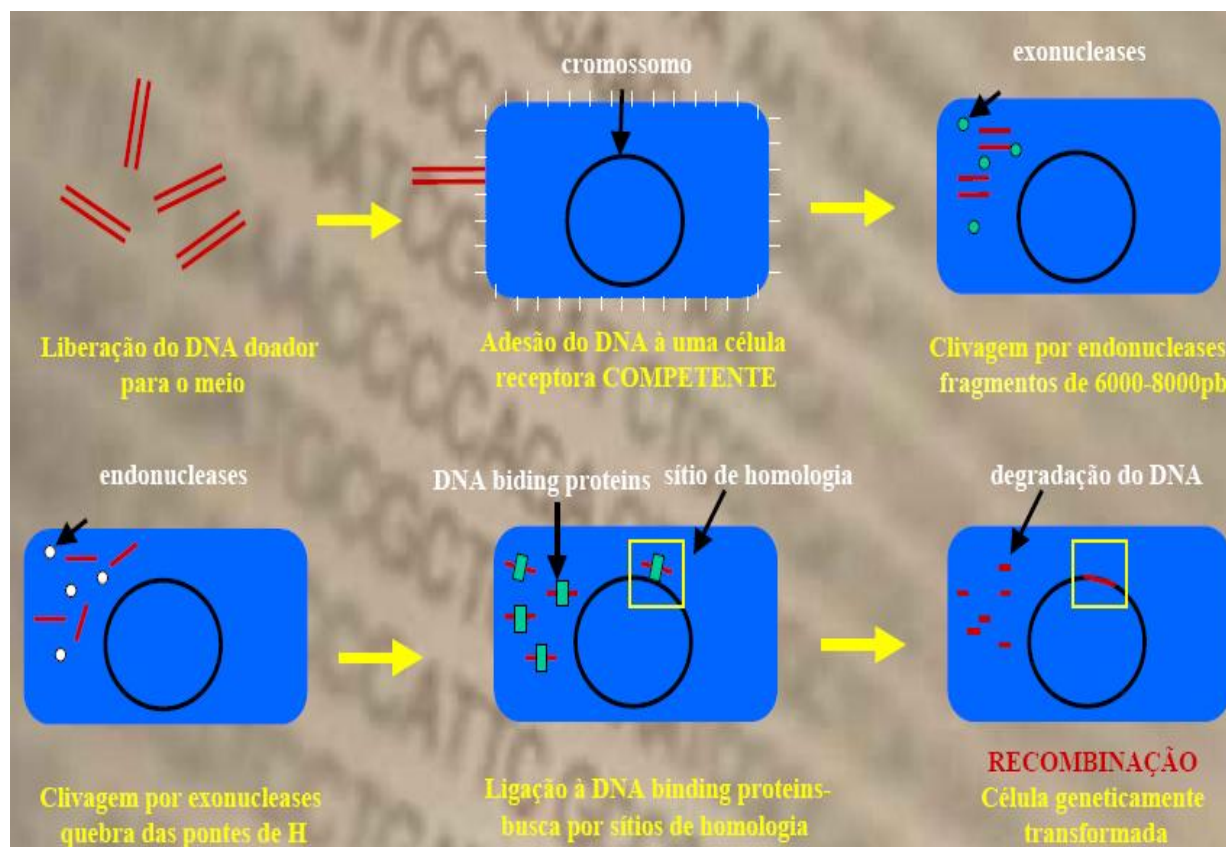 cromossomo
exonucleases
Liberação do DNA doador
para o meio
Adesão do DNA à uma célula
receptora COMPETENTE
Clivagem por endonucleases
fragmentos de 6000-8000pb
endonucleases
DNA biding proteins
sítio de homologia
degradação do DNA
Clivagem por exonucleases
quebra das pontes de H
Ligação à DNA binding proteins-
busca por sítios de homologia
RECOMBINAÇÃO
Célula geneticamente
transformada